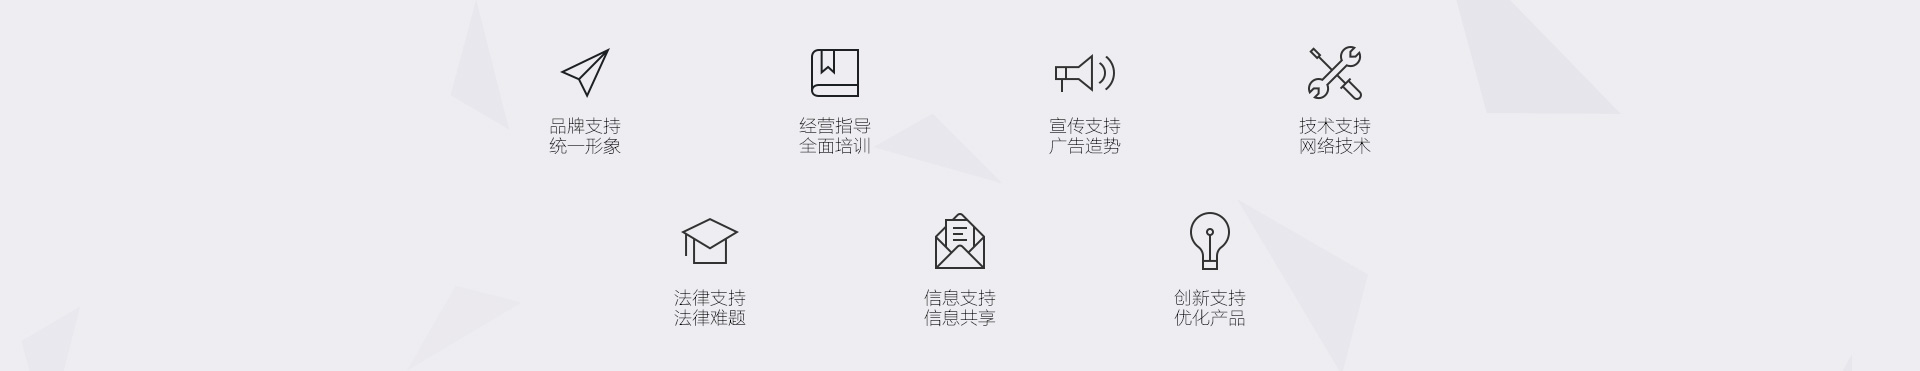 品牌支持
统一形象
经营指导
全面培训
宣传支持
广告造势
技术支持
网络技术
法律支持
法律难题
信息支持
信息共享
创新支持
优化产品